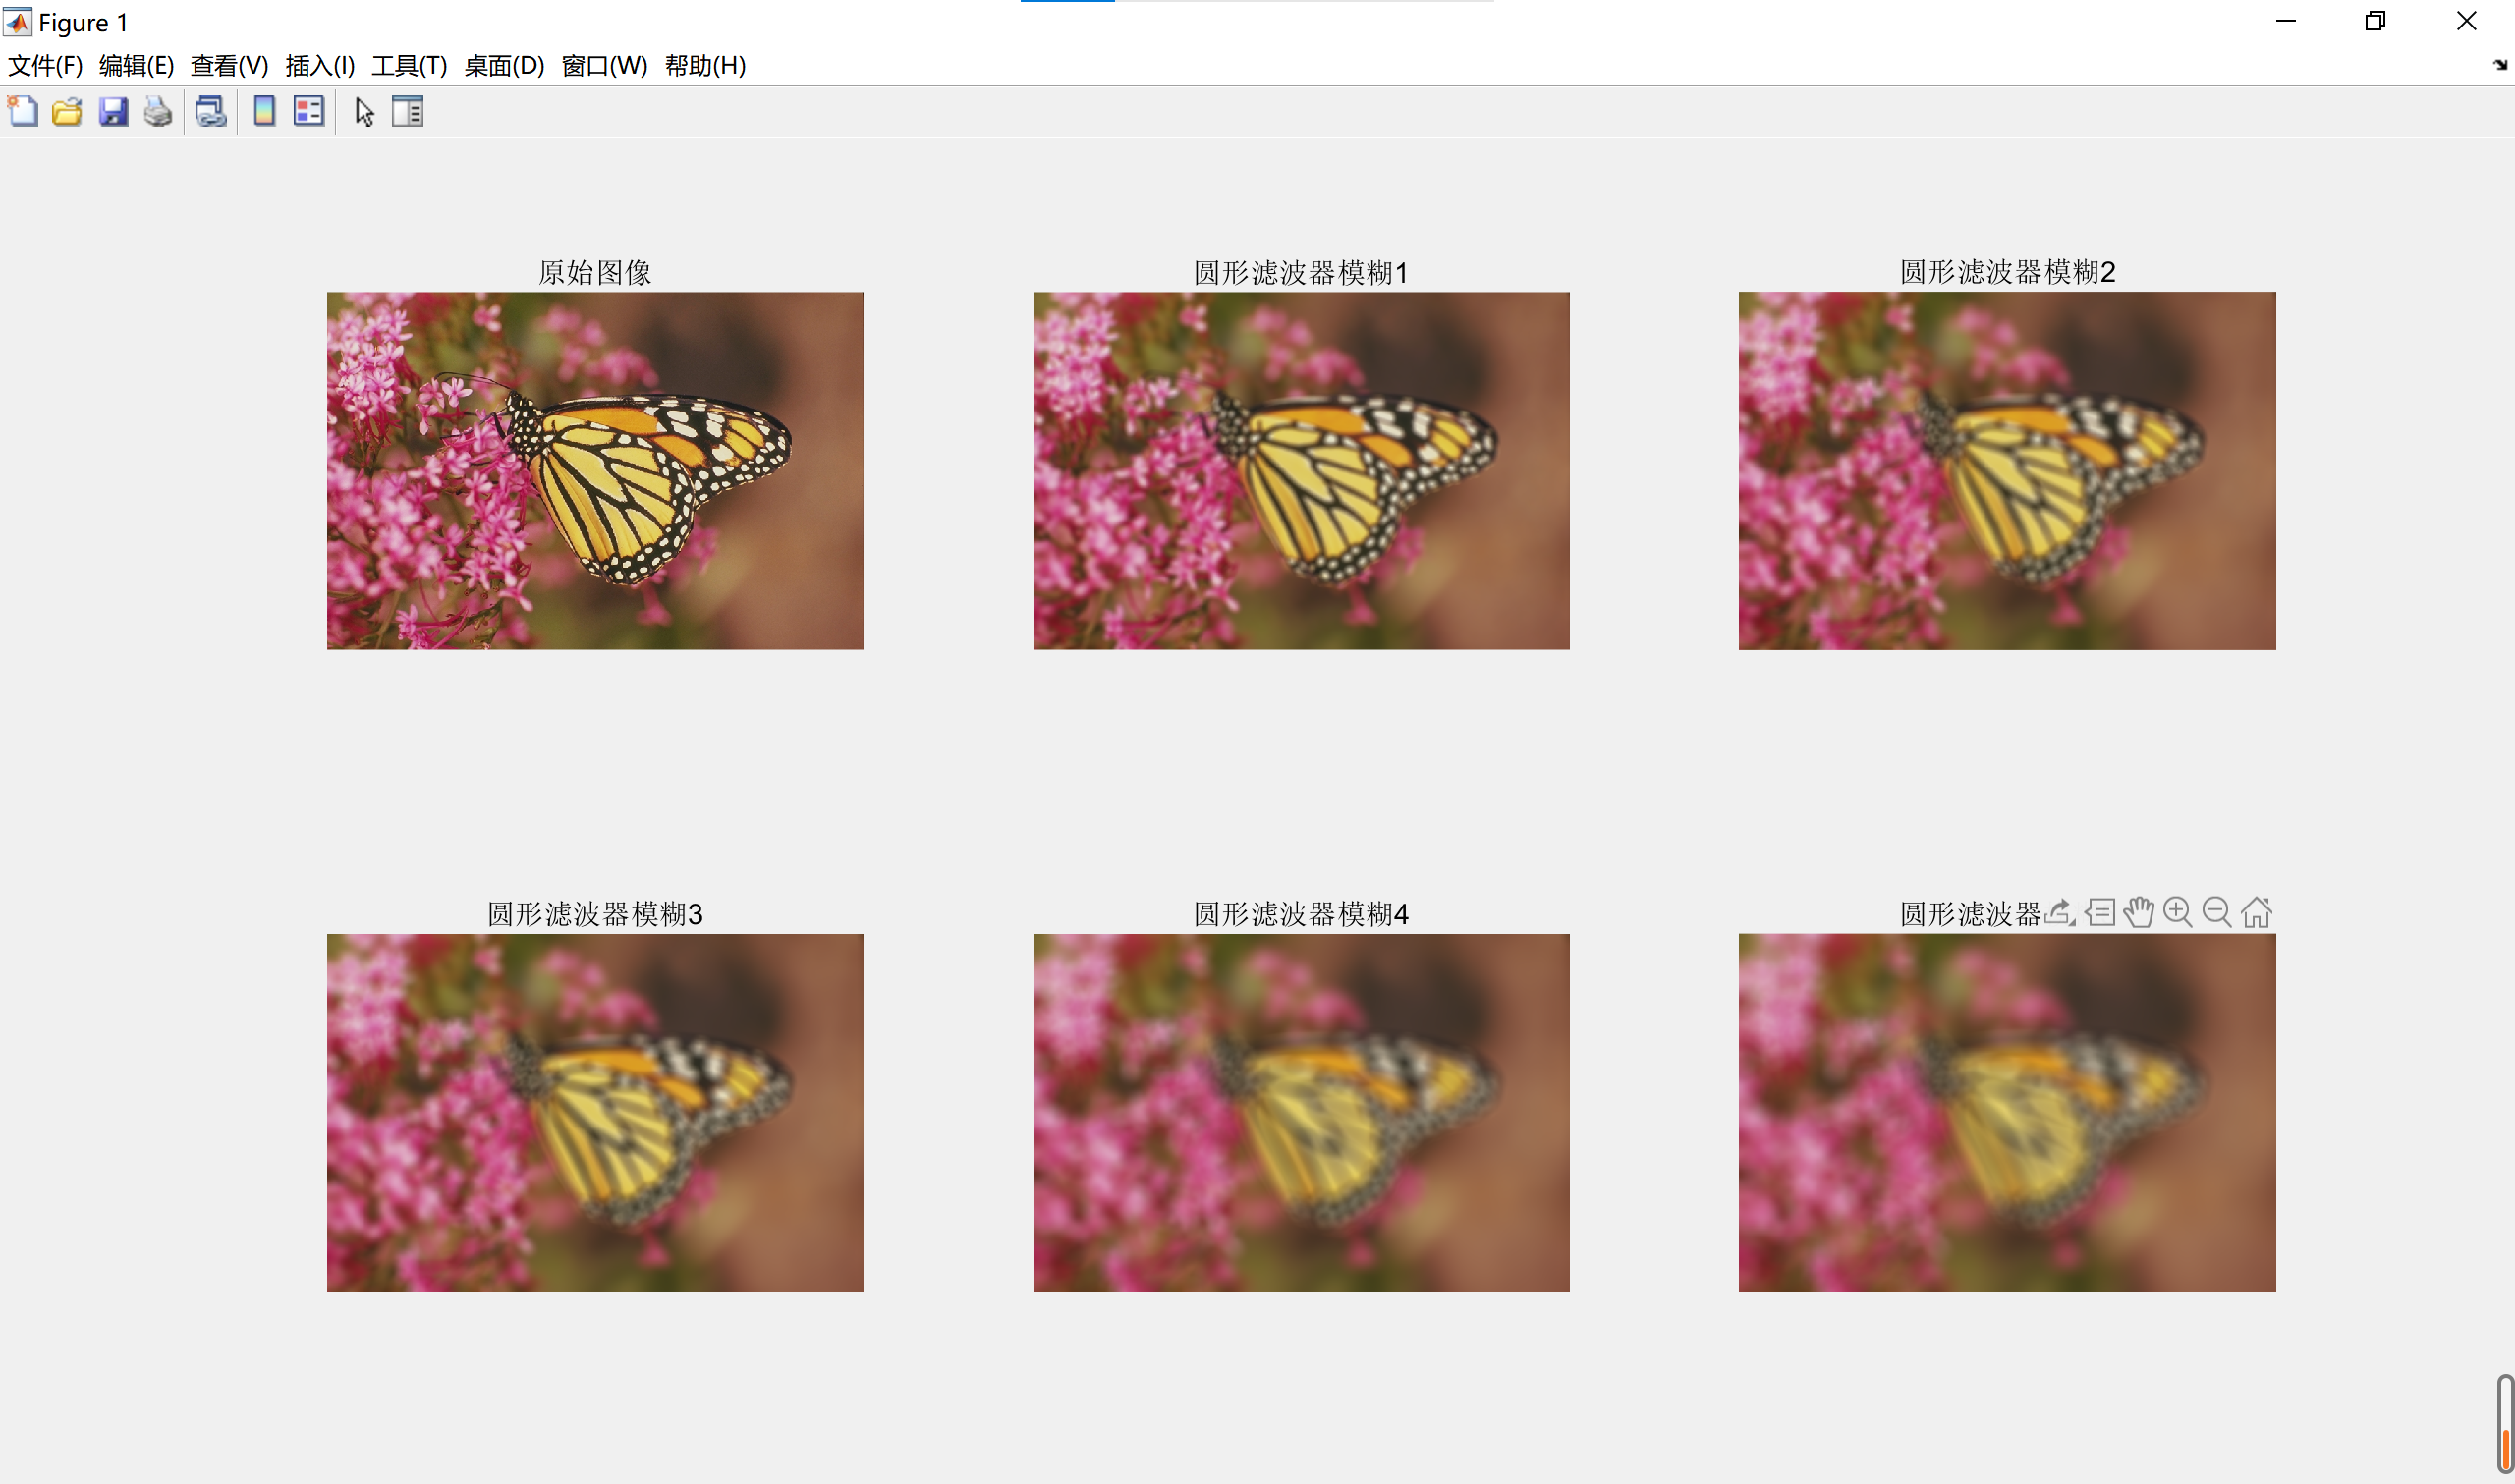 Figure 1
文件(F) 编辑(E) 查看(V) 插入(I) 工具(T) 桌面(D) 窗口(W) 帮助(H)
原始图像
圆形滤波器模糊1
圆形滤波器模糊2
圆形滤波器模糊3
圆形滤波器模糊4
圆形滤波器